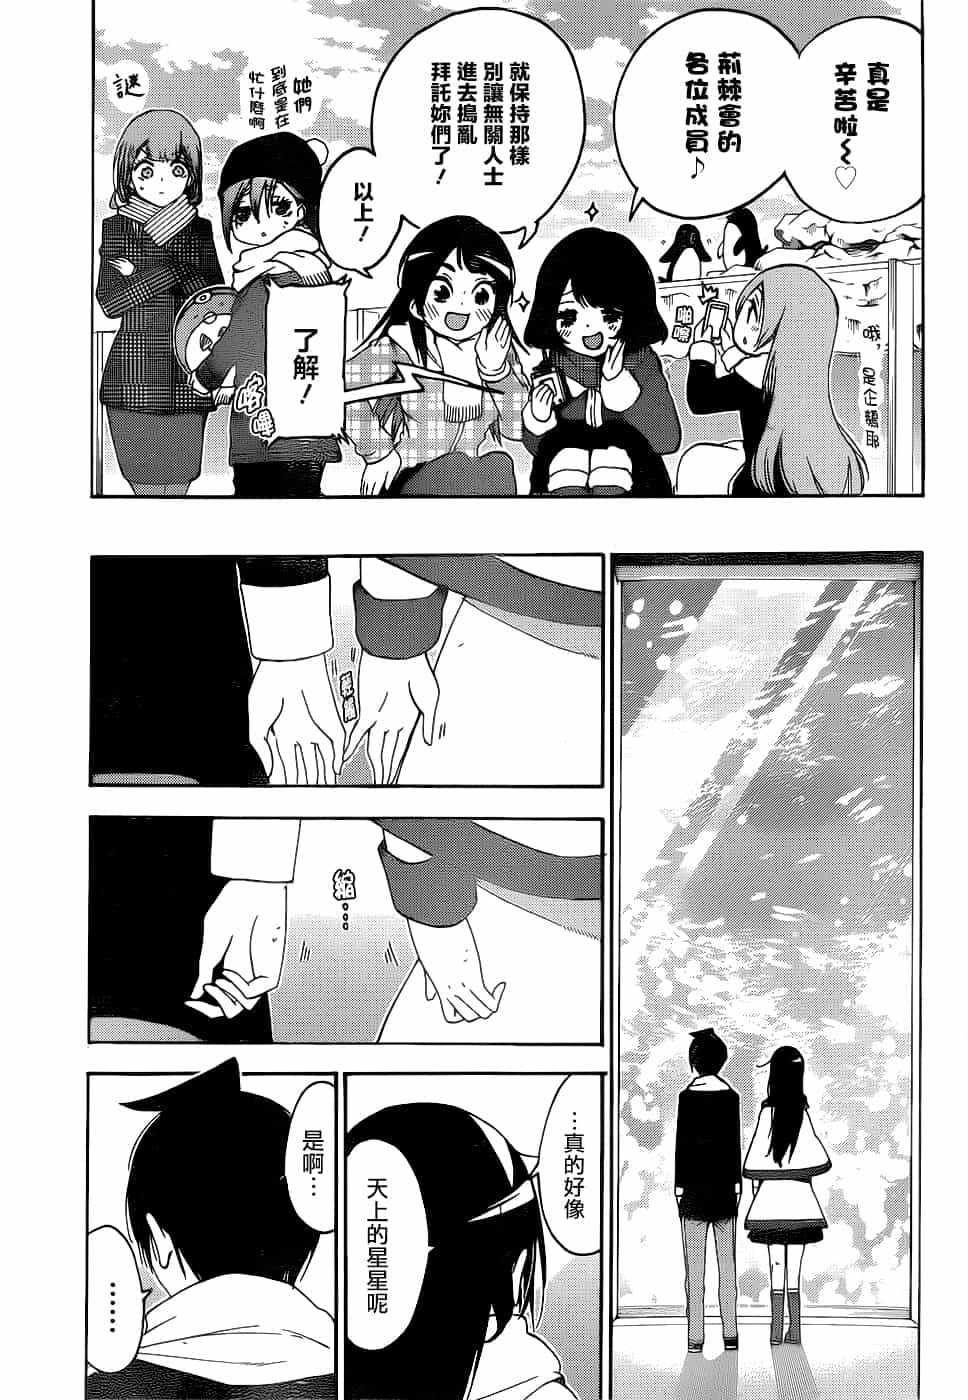 真是
辛苦啦～♡
荊棘會的
各位成員♪
就保持那樣
別讓無關人士
進去搗亂
拜託妳們了！
以上！
哦，
是企鵝耶
啪嚓
了解！
她們
到底是在
忙什麼啊
謎
縮…
…真的好像
天上的星星呢
是啊…
……